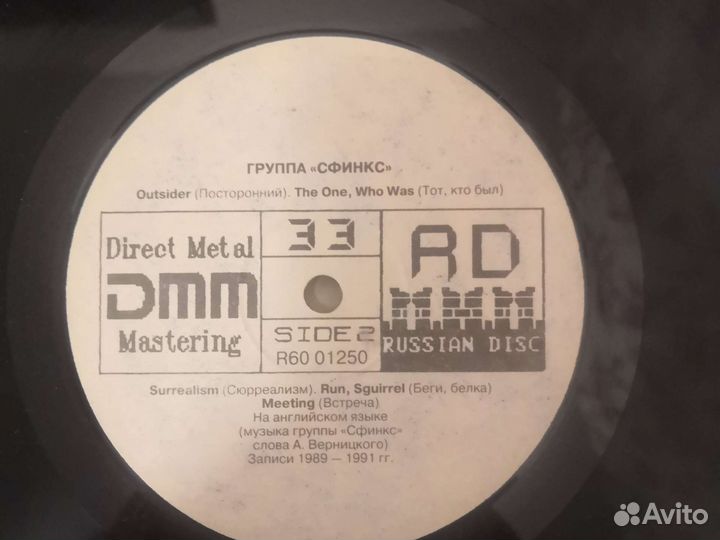 ГРУППА «СФИНКС»
Outsider (Посторонний). The One, Who Was (Тот, кто был)
Direct Metal
DMM
Mastering
33
SIDE 2
R60 01250
RD
RUSSIAN DISC
Surrealism (Сюрреализм). Run, Sguirrel (Беги, белка)
Meeting (Встреча)
На английском языке
(музыка группы «Сфинкс»
слова А. Верницкого)
Записи 1989 — 1991 гг.
Avito